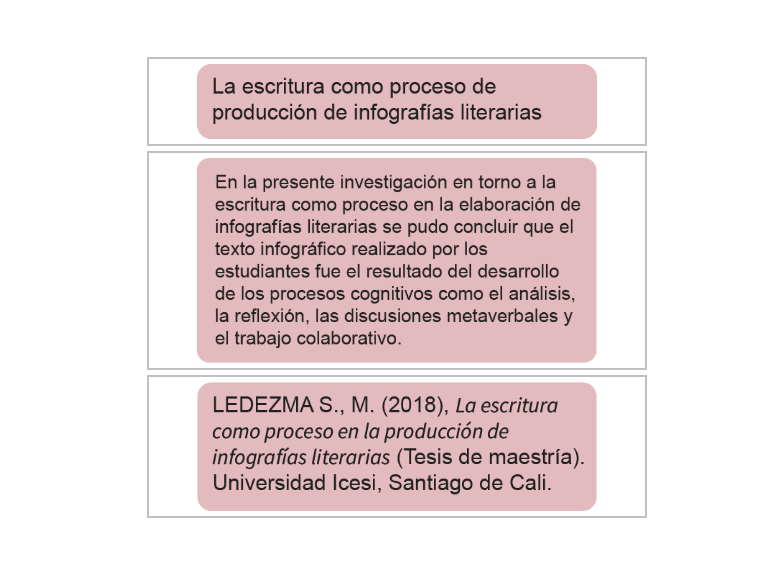 La escritura como proceso de
producción de infografías literarias
En la presente investigación en torno a la
escritura como proceso en la elaboración de
infografías literarias se pudo concluir que el
texto infográfico realizado por los
estudiantes fue el resultado del desarrollo
de los procesos cognitivos como el análisis,
la reflexión, las discusiones metaverbales y
el trabajo colaborativo.
LEDEZMA S., M. (2018), La escritura
como proceso en la producción de
infografías literarias (Tesis de maestría).
Universidad Icesi, Santiago de Cali.